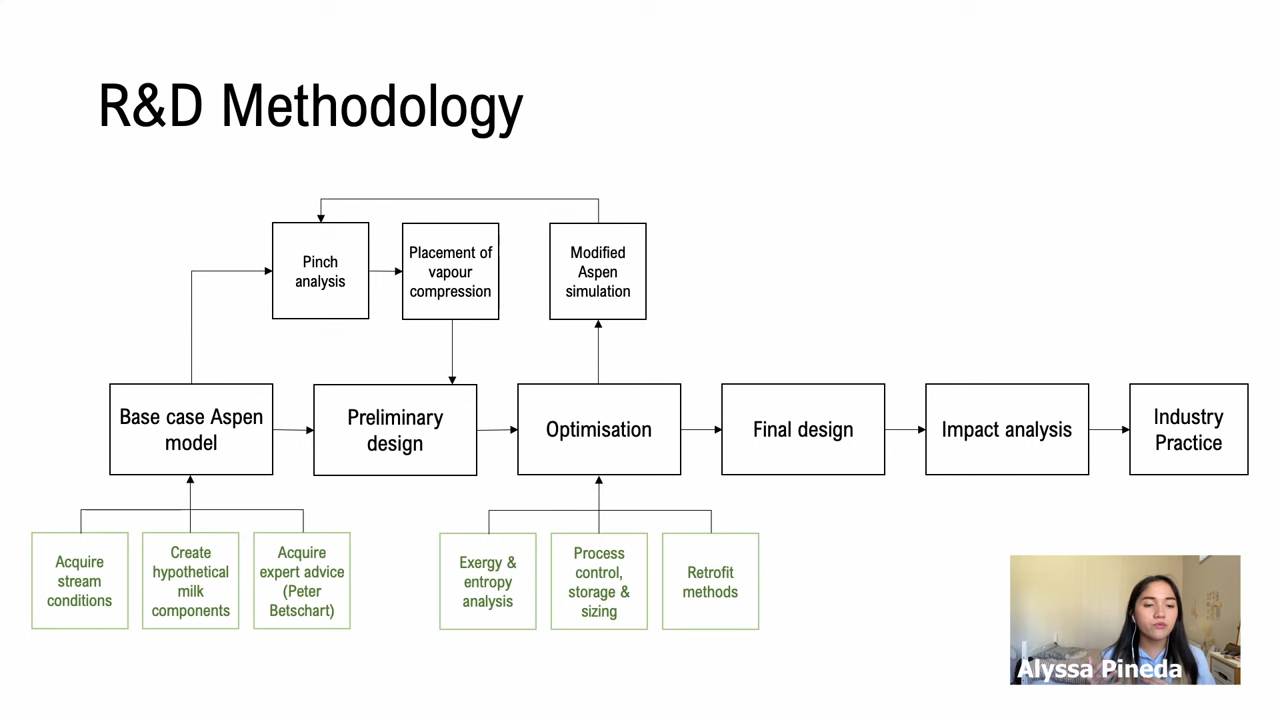 R&D Methodology
Pinch
analysis
Placement of
vapour
compression
Modified
Aspen
simulation
Base case Aspen
model
Preliminary
design
Optimisation
Final design
Impact analysis
Industry
Practice
Acquire
stream
conditions
Create
hypothetical
milk
components
Acquire
expert advice
(Peter
Betschart)
Exergy &
entropy
analysis
Process
control,
storage &
sizing
Retrofit
methods
Alyssa Pineda